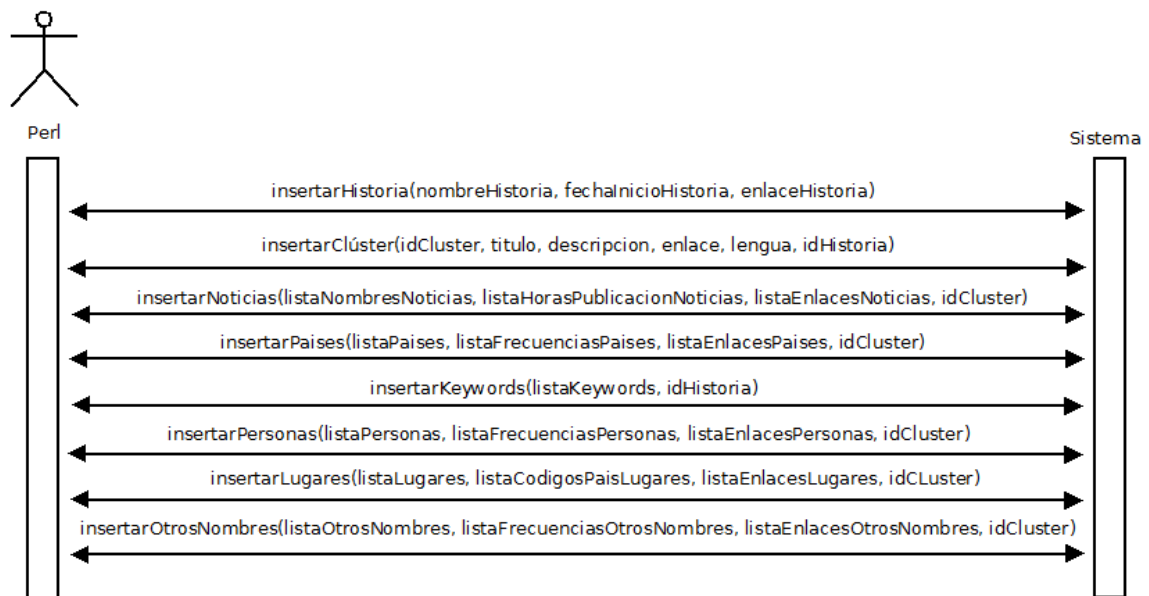 Perl
Sistema
insertarHistoria(nombreHistoria, fechaInicioHistoria, enlaceHistoria)
insertarClúster(idCluster, titulo, descripcion, enlace, lengua, idHistoria)
insertarNoticias(listaNombresNoticias, listaHorasPublicacionNoticias, listaEnlacesNoticias, idCluster)
insertarPaises(listaPaises, listaFrecuenciasPaises, listaEnlacesPaises, idCluster)
insertarKeywords(listaKeywords, idHistoria)
insertarPersonas(listaPersonas, listaFrecuenciasPersonas, listaEnlacesPersonas, idCluster)
insertarLugares(listaLugares, listaCodigosPaisLugares, listaEnlacesLugares, idCLuster)
insertarOtrosNombres(listaOtrosNombres, listaFrecuenciasOtrosNombres, listaEnlacesOtrosNombres, idCluster)